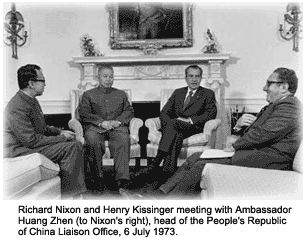 Richard Nixon and Henry Kissinger meeting with Ambassador
Huang Zhen (to Nixon's right), head of the People's Republic
of China Liaison Office, 6 July 1973.